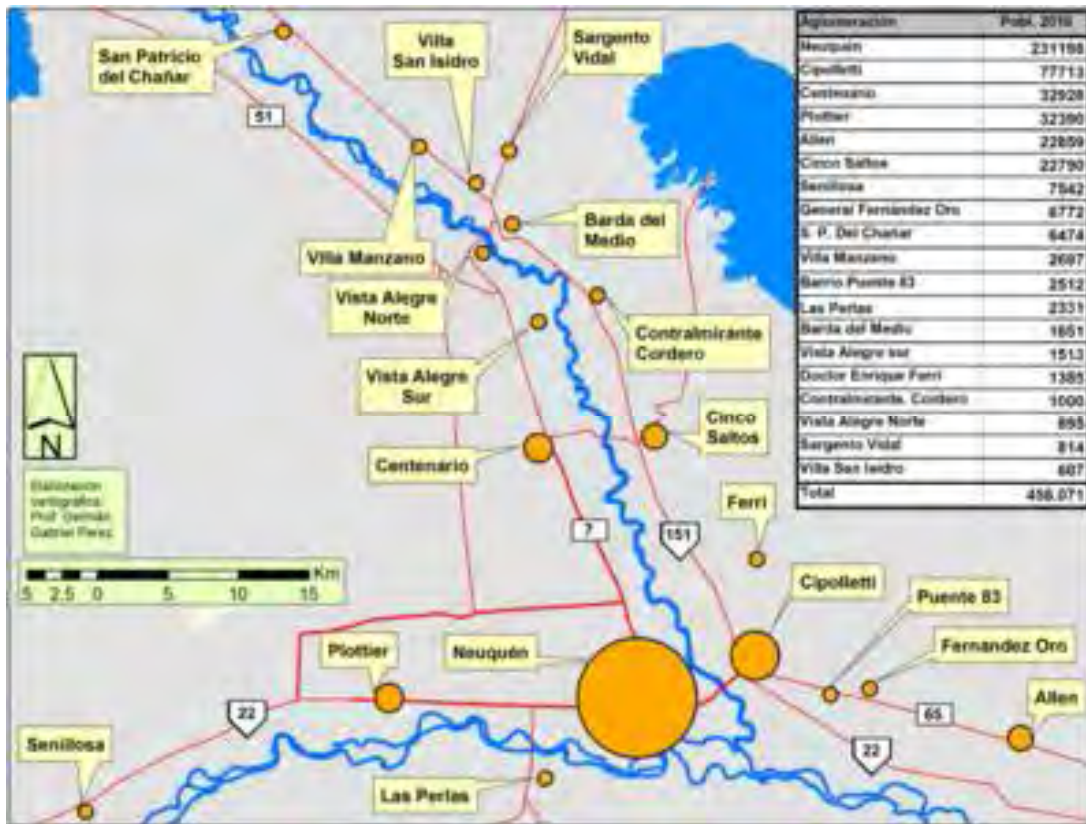 San Patricio
del Chañar
Villa
San Isidro
Sargento
Vidal
51
Barda del
Medio
Villa Manzano
Vista Alegre
Norte
Contralmirante
Cordero
Vista Alegre
Sur
Cinco
Saltos
Centenario
N
Elaboración
cartográfica:
Prof. Germán
Gabriel Perez
Km
5 2.5 0 5 10 15
7
151
Ferri
Cipolletti
Puente 83
Fernandez Oro
Plottier
Neuquén
Allen
22
65
22
Senillosa
Las Perlas
Aglomeración Pobl. 2010
Neuquén 231198
Cipolletti 77713
Centenario 32928
Plottier 32390
Allen 22859
Cinco Saltos 22790
Senillosa 7542
General Fernández Oro 6772
S. P. Del Chañar 6474
Villa Manzano 2697
Barrio Puente 83 2512
Las Perlas 2331
Barda del Medio 1651
Vista Alegre sur 1513
Doctor Enrique Ferri 1385
Contralmirante. Cordero 1000
Vista Alegre Norte 895
Sargento Vidal 814
Villa San Isidro 607
Total 456.071